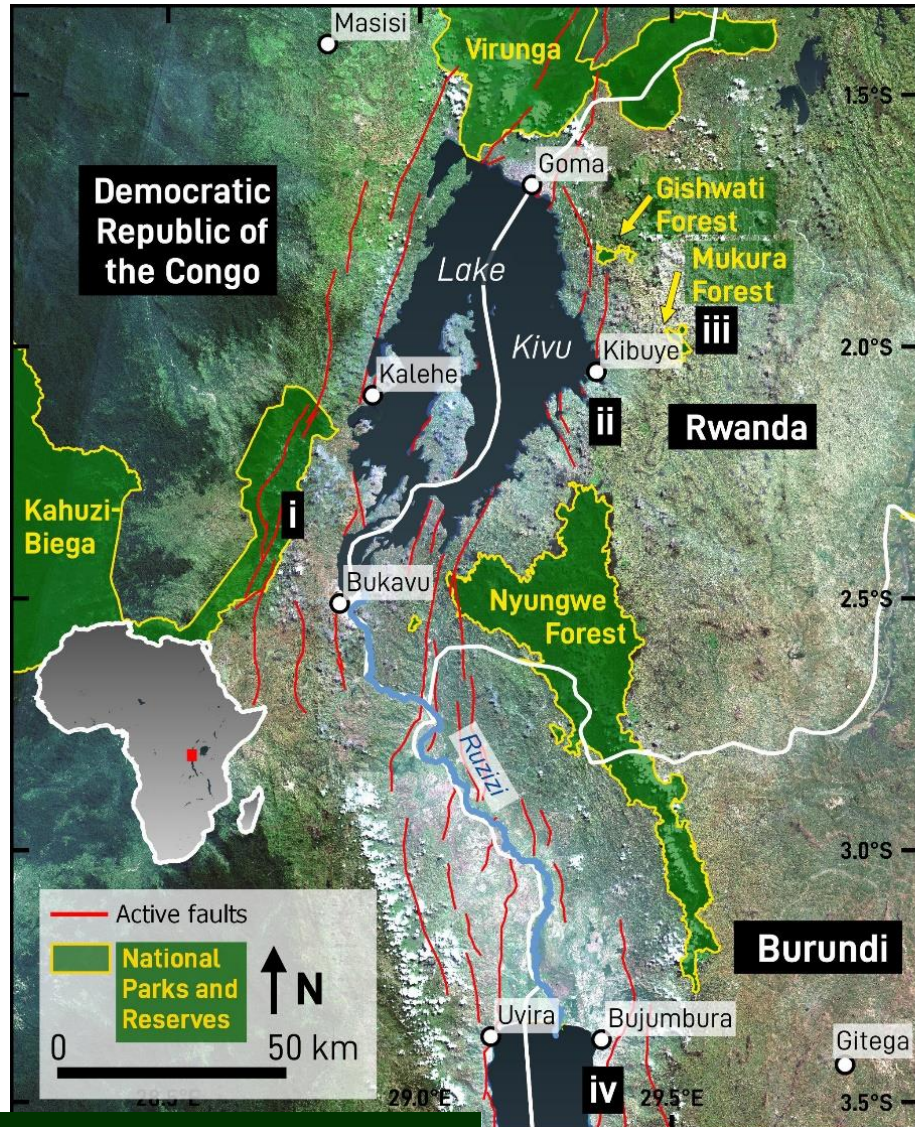 Masisi
Virunga
1.5°S
Goma
Democratic
Republic of
the Congo
Gishwati
Forest
Mukura
Forest
Lake
Kivu
iii
2.0°S
Kibuye
Kalehe
ii
Rwanda
Kahuzi-
Biega
i
Bukavu
Nyungwe
Forest
2.5°S
Ruzizi
3.0°S
Active faults
National
Parks and
Reserves
N
0
50 km
Burundi
Uvira
Bujumbura
Gitega
iv
29.0°E
29.5°E
3.5°S